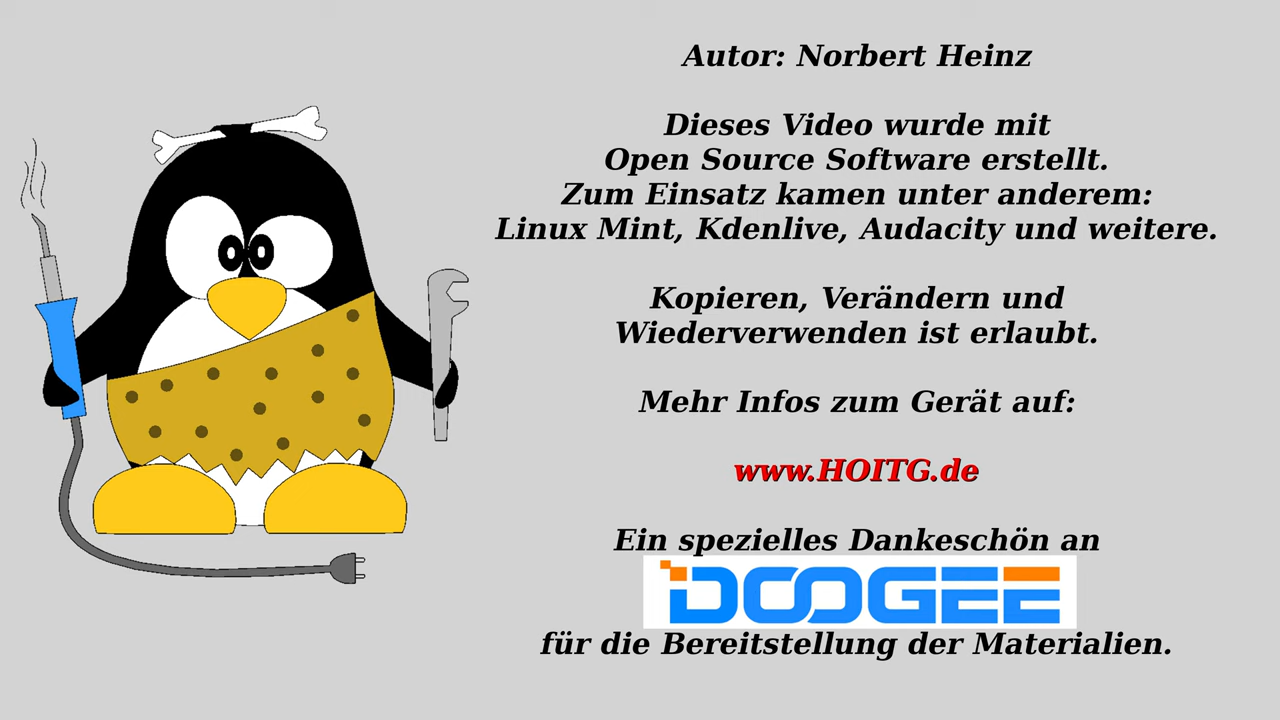 Autor: Norbert Heinz
Dieses Video wurde mit
Open Source Software erstellt.
Zum Einsatz kamen unter anderem:
Linux Mint, Kdenlive, Audacity und weitere.
Kopieren, Verändern und
Wiederverwenden ist erlaubt.
Mehr Infos zum Gerät auf:
www.HOITG.de
Ein spezielles Dankeschön an
DOOGEE
für die Bereitstellung der Materialien.